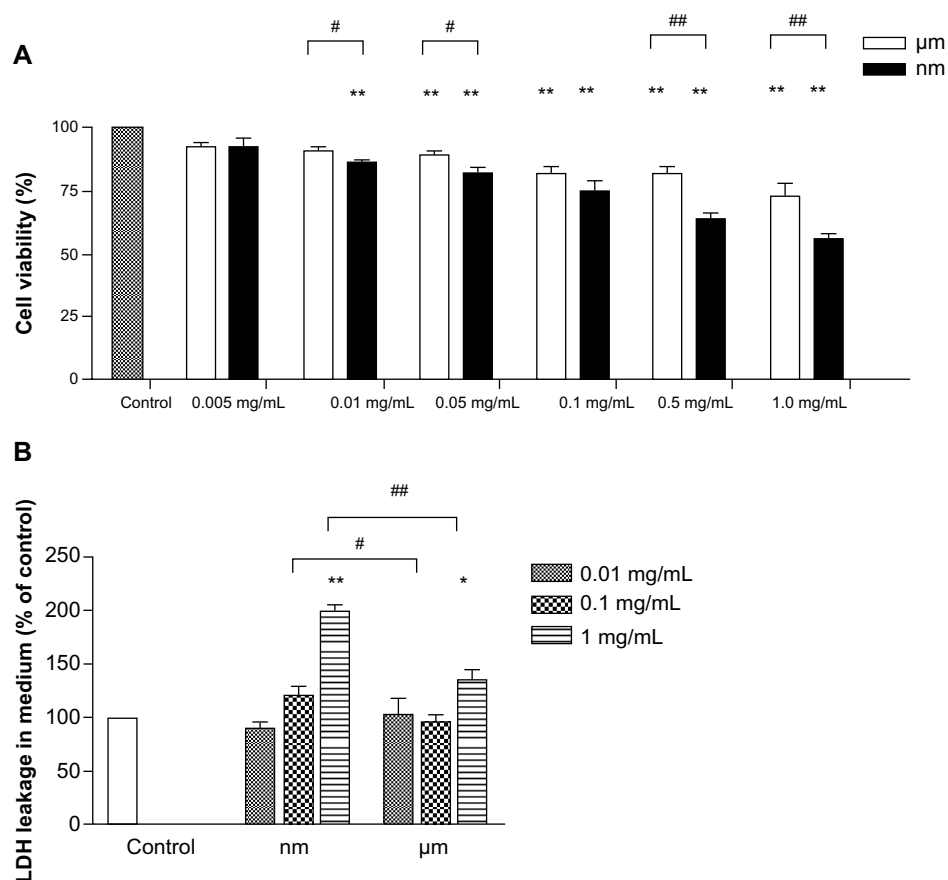 A
# # ## ##
µm
nm
** ** ** ** ** ** ** ** **
100
75
50
25
0
Cell viability (%)
Control 0.005 mg/mL 0.01 mg/mL 0.05 mg/mL 0.1 mg/mL 0.5 mg/mL 1.0 mg/mL
B
##
#
** *
250
200
150
100
50
0
LDH leakage in medium (% of control)
0.01 mg/mL
0.1 mg/mL
1 mg/mL
Control nm µm